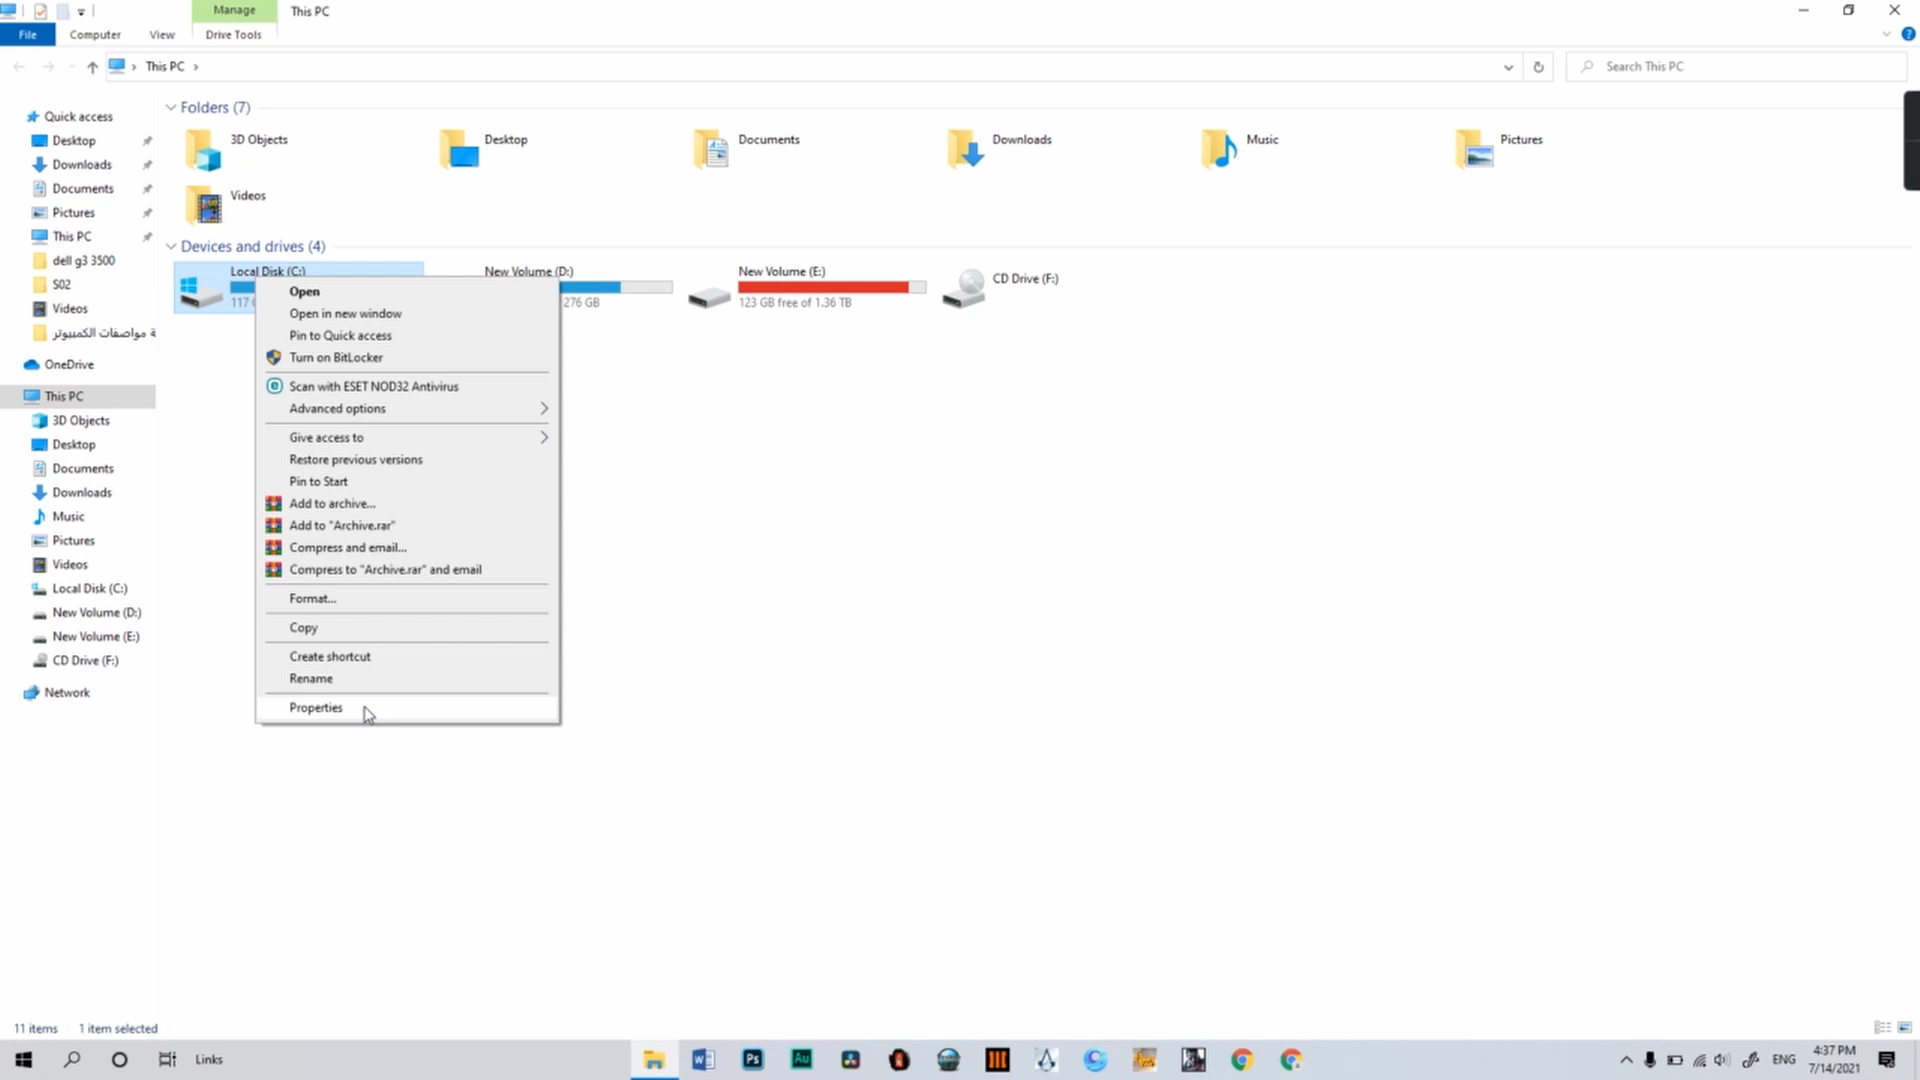 Manage
This PC
File
Computer
View
Drive Tools
This PC
Search This PC
Quick access
Desktop
Downloads
Documents
Pictures
This PC
dell g3 3500
S02
Videos
ة مواصفات الكمبيوتر
OneDrive
This PC
3D Objects
Desktop
Documents
Downloads
Music
Pictures
Videos
Local Disk (C:)
New Volume (D:)
New Volume (E:)
CD Drive (F:)
Network
Folders (7)
3D Objects
Desktop
Documents
Downloads
Music
Pictures
Videos
Devices and drives (4)
Local Disk (C:)
117
New Volume (D:)
276 GB
New Volume (E:)
123 GB free of 1.36 TB
CD Drive (F:)
Open
Open in new window
Pin to Quick access
Turn on BitLocker
Scan with ESET NOD32 Antivirus
Advanced options
Give access to
Restore previous versions
Pin to Start
Add to archive...
Add to "Archive.rar"
Compress and email...
Compress to "Archive.rar" and email
Format...
Copy
Create shortcut
Rename
Properties
11 items
1 item selected
Links
Ps
Au
ENG
4:37 PM
7/14/2021